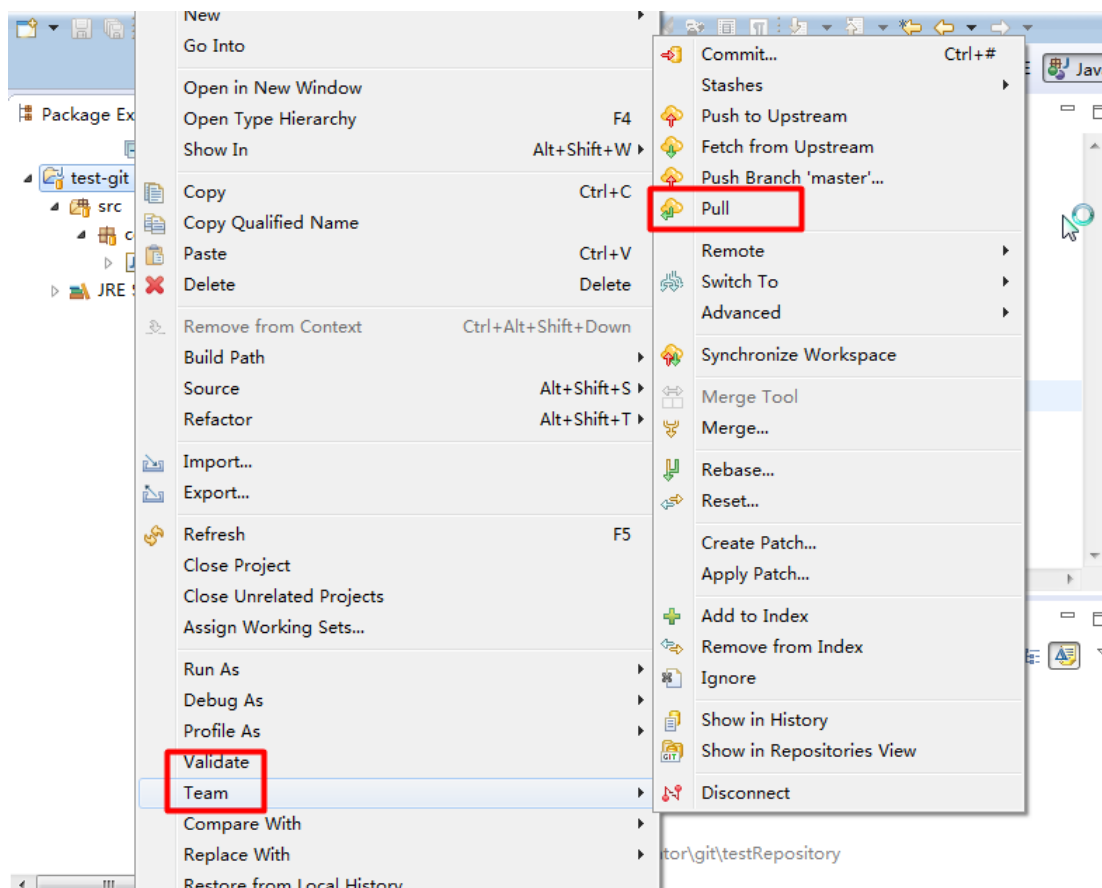 New
Go Into
Open in New Window
Open Type Hierarchy F4
Show In Alt+Shift+W
Copy Ctrl+C
Copy Qualified Name
Paste Ctrl+V
Delete Delete
Remove from Context Ctrl+Alt+Shift+Down
Build Path
Source Alt+Shift+S
Refactor Alt+Shift+T
Import...
Export...
Refresh F5
Close Project
Close Unrelated Projects
Assign Working Sets...
Run As
Debug As
Profile As
Validate
Team
Compare With
Replace With
Restore from Local History
Commit... Ctrl+#
Stashes
Push to Upstream
Fetch from Upstream
Push Branch 'master'...
Pull
Remote
Switch To
Advanced
Synchronize Workspace
Merge Tool
Merge...
Rebase...
Reset...
Create Patch...
Apply Patch...
Add to Index
Remove from Index
Ignore
Show in History
GIT
Show in Repositories View
Disconnect
Package Ex
test-git
src
c
JRE S
Jav
tor\git\testRepository